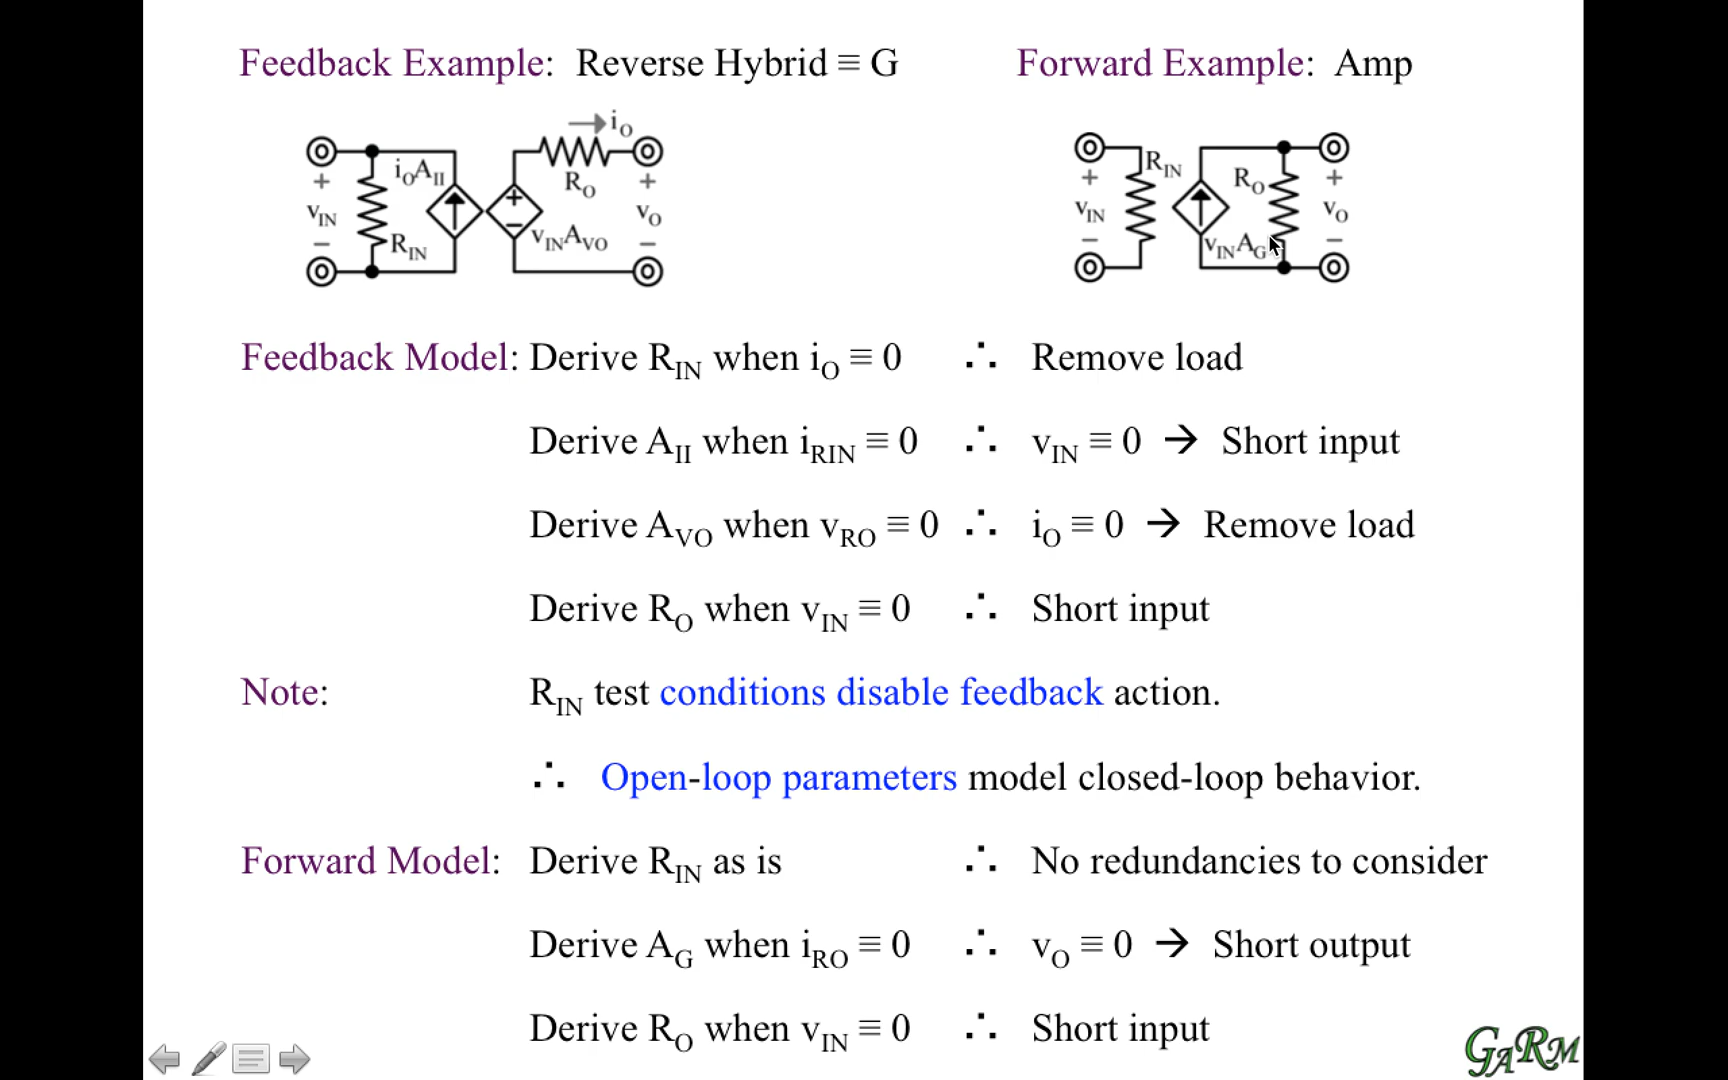 Feedback Example: Reverse Hybrid ≡ G
Forward Example: Amp
iO
iOAII
RO
+
vIN
−
RIN
+
−
vINAVO
+
vO
−
RIN
+
vIN
−
RO
vINAG
+
vO
−
Feedback Model: Derive RIN when iO ≡ 0 ∴ Remove load
Derive AII when iRIN ≡ 0 ∴ vIN ≡ 0 → Short input
Derive AVO when vRO ≡ 0 ∴ iO ≡ 0 → Remove load
Derive RO when vIN ≡ 0 ∴ Short input
Note: RIN test conditions disable feedback action.
∴ Open-loop parameters model closed-loop behavior.
Forward Model: Derive RIN as is ∴ No redundancies to consider
Derive AG when iRO ≡ 0 ∴ vO ≡ 0 → Short output
Derive RO when vIN ≡ 0 ∴ Short input
GARM